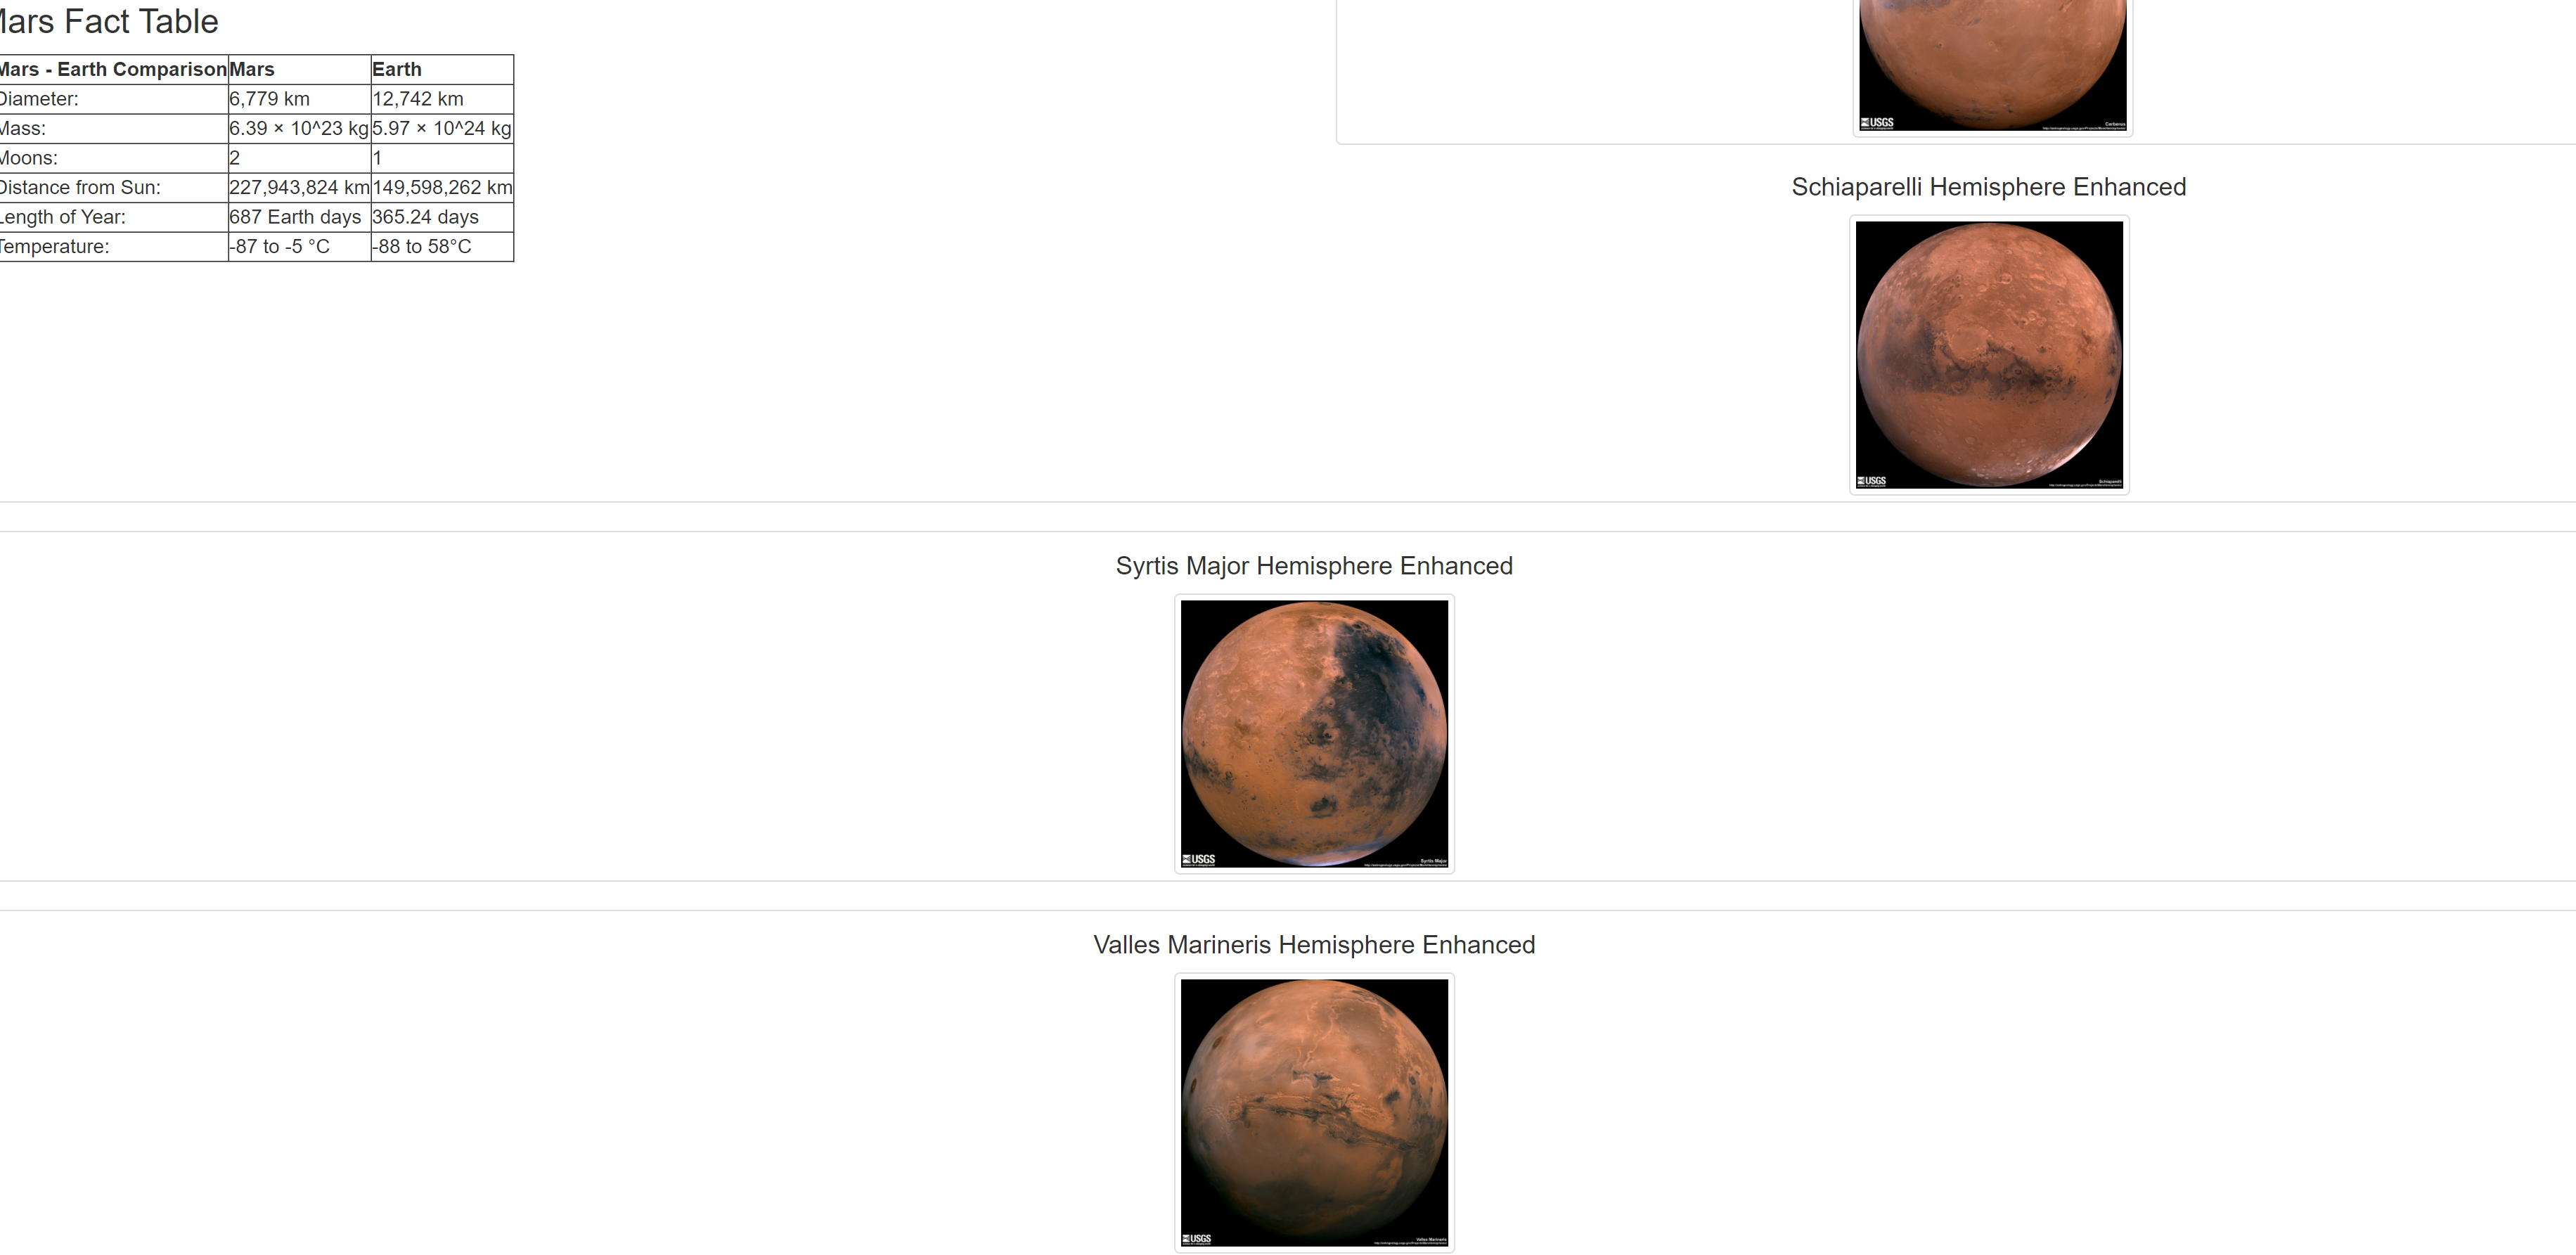 Mars Fact Table
Mars - Earth Comparison Mars Earth
Diameter: 6,779 km 12,742 km
Mass: 6.39 × 10^23 kg 5.97 × 10^24 kg
Moons: 2 1
Distance from Sun: 227,943,824 km 149,598,262 km
Length of Year: 687 Earth days 365.24 days
Temperature: -87 to -5 °C -88 to 58°C
USGS
Cerberus
Schiaparelli Hemisphere Enhanced
USGS
Schiaparelli
Syrtis Major Hemisphere Enhanced
USGS
Syrtis Major
Valles Marineris Hemisphere Enhanced
USGS
Valles Marineris